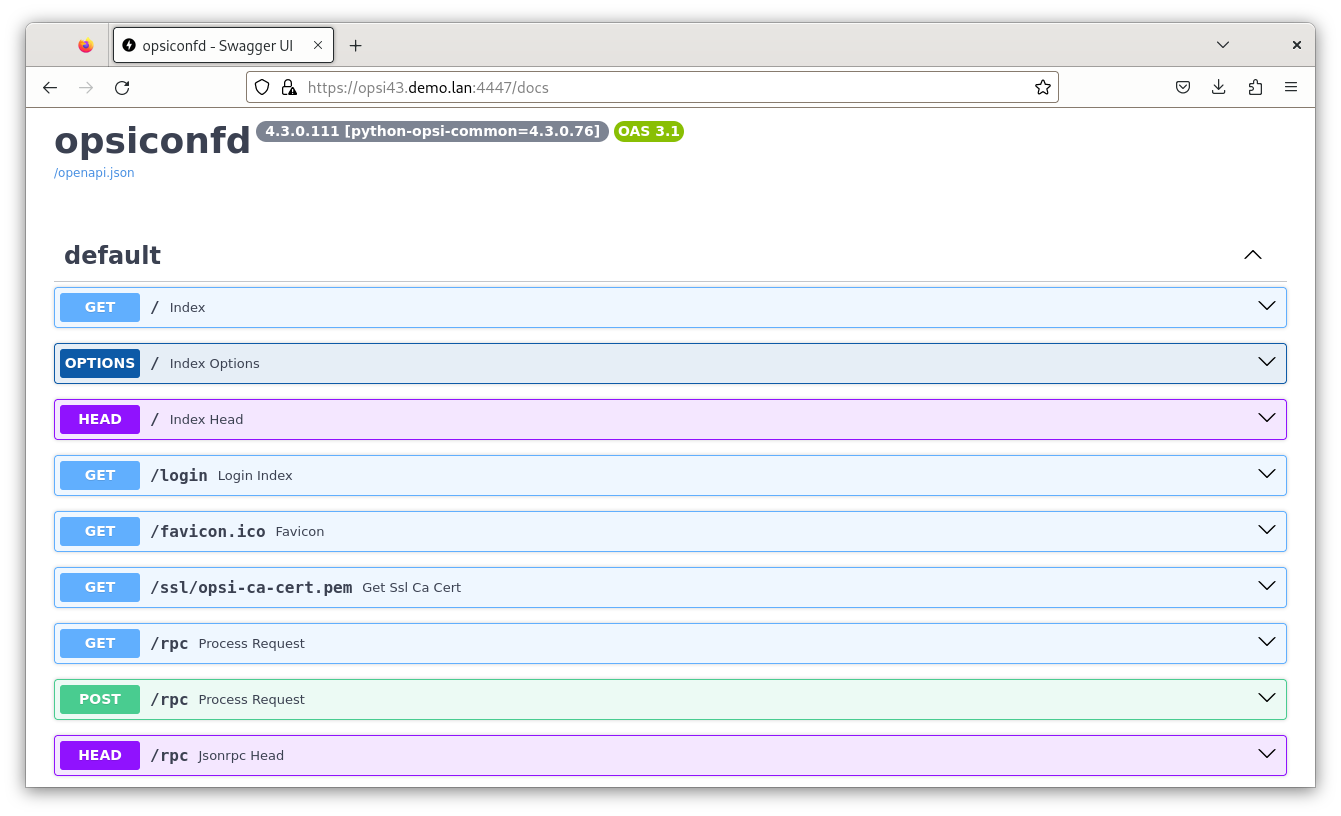 opsiconfd - Swagger UI
https://opsi43.demo.lan:4447/docs
opsiconfd 4.3.0.111 [python-opsi-common=4.3.0.76] OAS 3.1
/openapi.json
default
GET / Index
OPTIONS / Index Options
HEAD / Index Head
GET /login Login Index
GET /favicon.ico Favicon
GET /ssl/opsi-ca-cert.pem Get Ssl Ca Cert
GET /rpc Process Request
POST /rpc Process Request
HEAD /rpc Jsonrpc Head